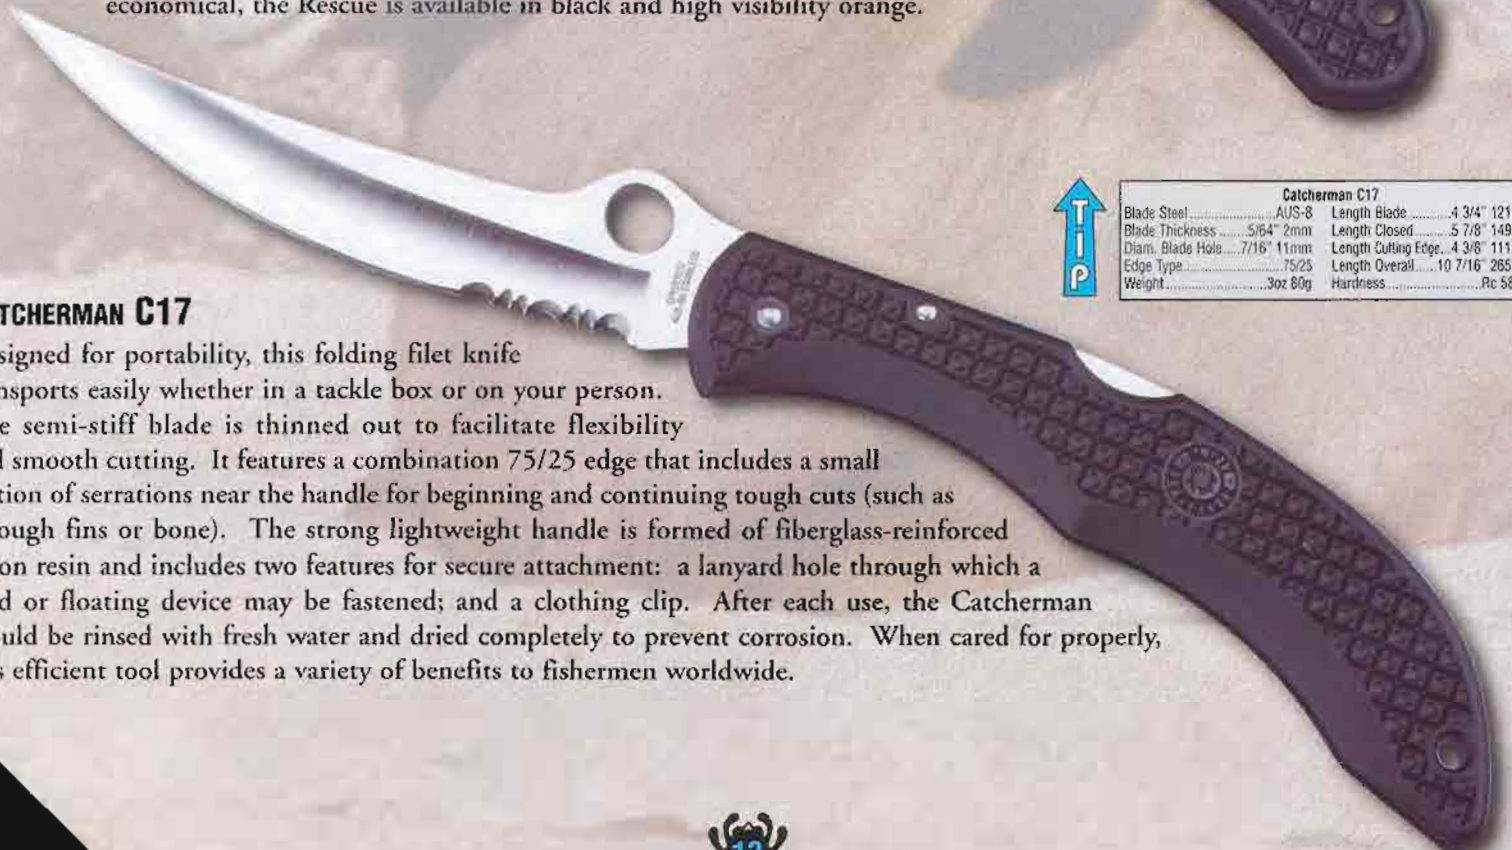 economical, the Rescue is available in black and high visibility orange.
TIP
Catcherman C17
Blade Steel AUS-8 Length Blade 4 3/4" 121
Blade Thickness 5/64" 2mm Length Closed 5 7/8" 149
Diam. Blade Hole 7/16" 11mm Length Cutting Edge 4 3/8" 111
Edge Type 75/25 Length Overall 10 7/16" 265
Weight 3oz 80g Hardness Rc 58
TCHERMAN C17
signed for portability, this folding filet knife
nsports easily whether in a tackle box or on your person.
e semi-stiff blade is thinned out to facilitate flexibility
l smooth cutting. It features a combination 75/25 edge that includes a small
tion of serrations near the handle for beginning and continuing tough cuts (such as
ough fins or bone). The strong lightweight handle is formed of fiberglass-reinforced
on resin and includes two features for secure attachment: a lanyard hole through which a
d or floating device may be fastened; and a clothing clip. After each use, the Catcherman
uld be rinsed with fresh water and dried completely to prevent corrosion. When cared for properly,
s efficient tool provides a variety of benefits to fishermen worldwide.
12